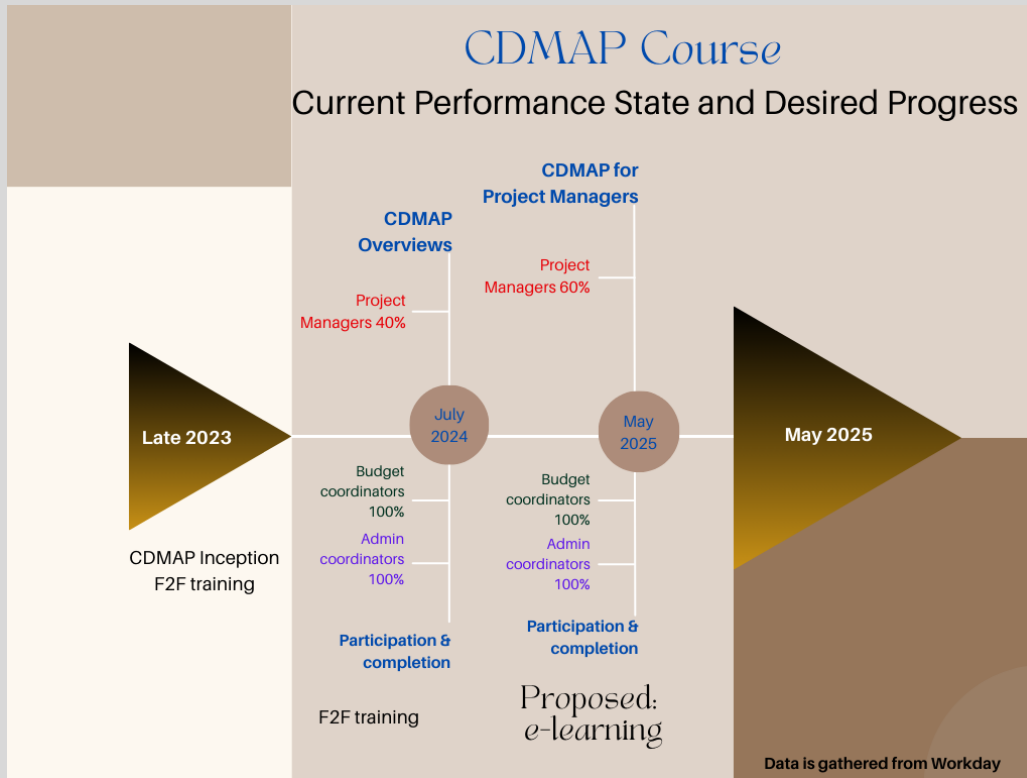 CDMAP Course
Current Performance State and Desired Progress
CDMAP for
Project Managers
CDMAP
Overviews
Project
Managers 60%
Project
Managers 40%
July
2024
May
2025
Late 2023
May 2025
Budget
coordinators
100%
Admin
coordinators
100%
Budget
coordinators
100%
Admin
coordinators
100%
CDMAP Inception
F2F training
Participation &
completion
Participation &
completion
F2F training
Proposed:
e-learning
Data is gathered from Workday